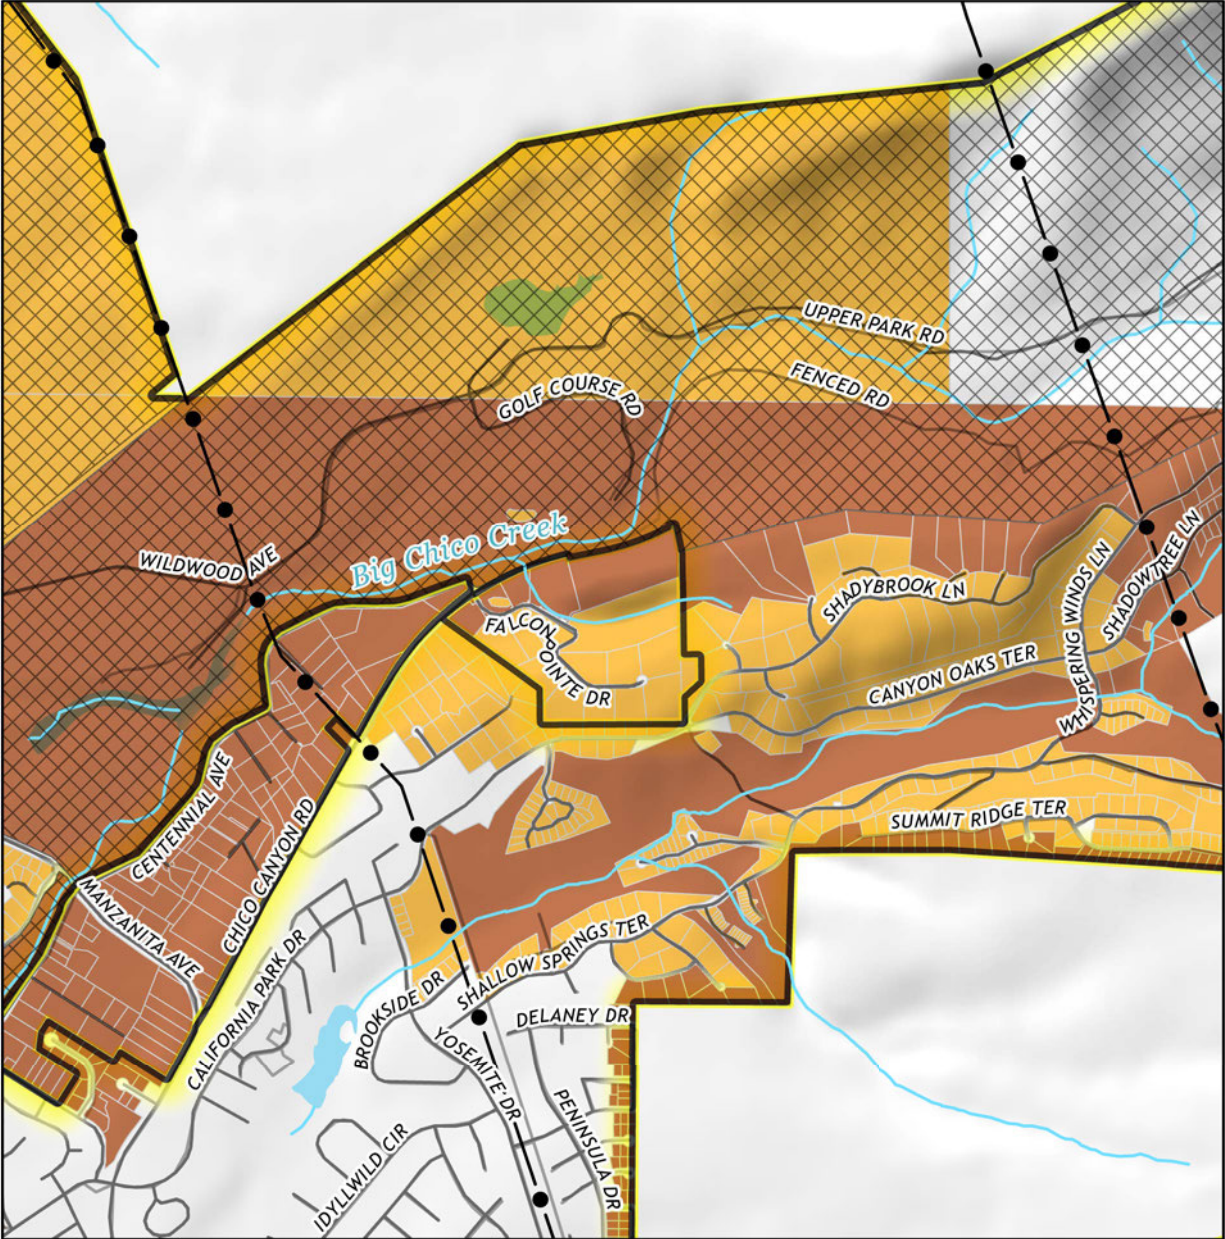 UPPER PARK RD
FENCED RD
GOLF COURSE RD
WILDWOOD AVE
Big Chico Creek
FALCONS POINTE DR
SHADYBROOK LN
WHISPERING WINDS LN
SHADOWTREE LN
CANYON OAKS TER
SUMMIT RIDGE TER
CENTENNIAL AVE
CHICO CANYON RD
MANZANITA AVE
CALIFORNIA PARK DR
SHALLOW SPRINGS TER
BROOKSIDE DR
DELANEY DR
YOSEMITE DR
PENINSULA DR
IDYLLWILD CIR